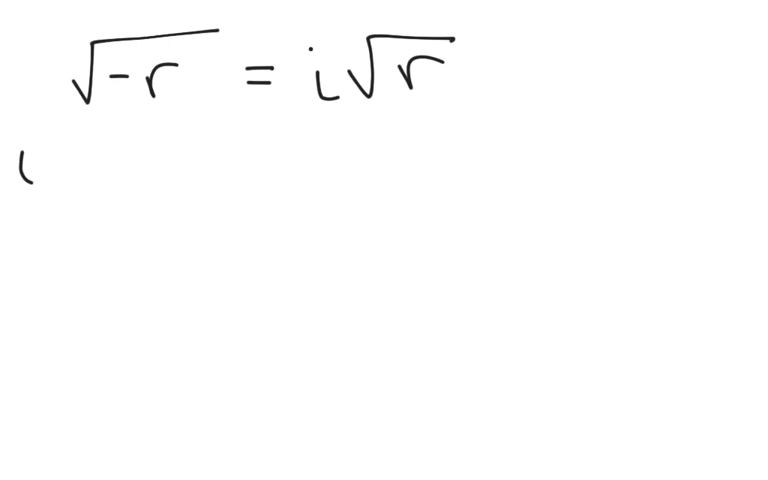 √-r = i√r